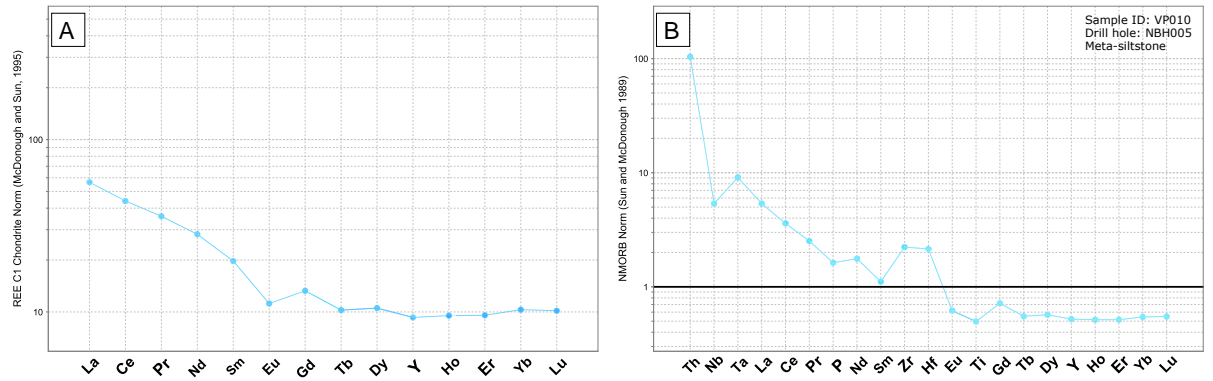 A
REE C1 Chondrite Norm (McDonough and Sun, 1995)
100
10
La Ce Pr Nd Sm Eu Gd Tb Dy Y Ho Er Yb Lu
B
Sample ID: VP010
Drill hole: NBH005
Meta-siltstone
NMORB Norm (Sun and McDonough 1989)
100
10
1
Th Nb Ta La Ce Pr P Nd Sm Zr Hf Eu Ti Gd Tb Dy Y Ho Er Yb Lu